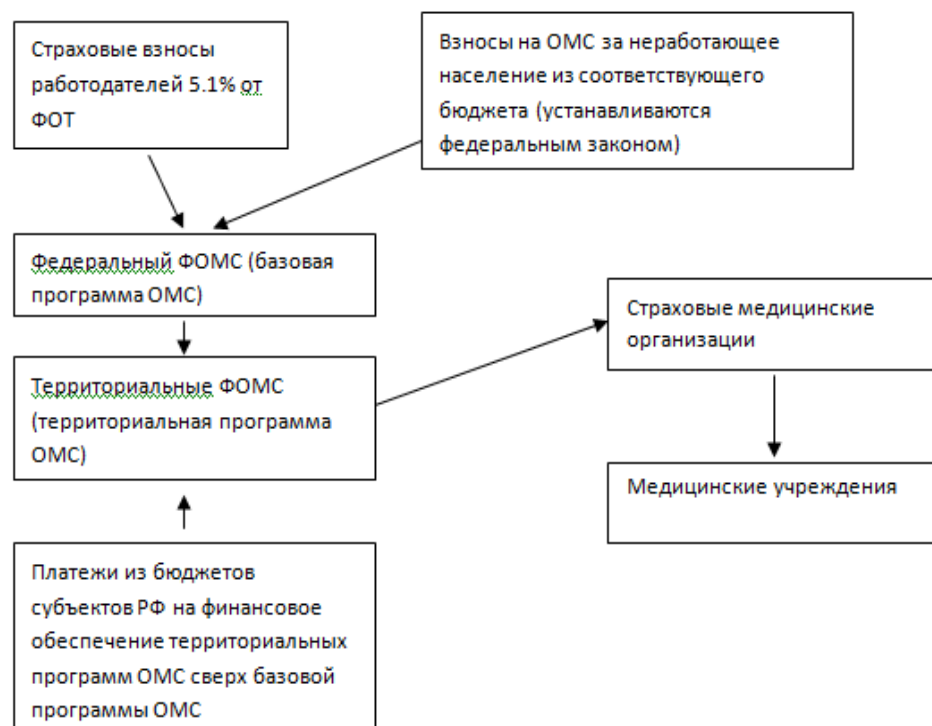 Страховые взносы
работодателей 5.1% от
ФОТ
Взносы на ОМС за неработающее
население из соответствующего
бюджета (устанавливаются
федеральным законом)
Федеральный ФОМС (базовая
программа ОМС)
Страховые медицинские
организации
Территориальные ФОМС
(территориальная программа
ОМС)
Медицинские учреждения
Платежи из бюджетов
субъектов РФ на финансовое
обеспечение территориальных
программ ОМС сверх базовой
программы ОМС